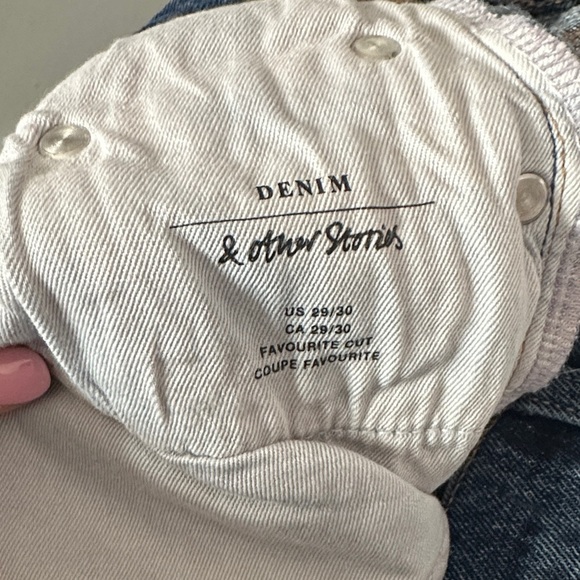 DENIM
& other Stories
US 29/30
CA 29/30
FAVOURITE CUT
COUPE FAVOURITE